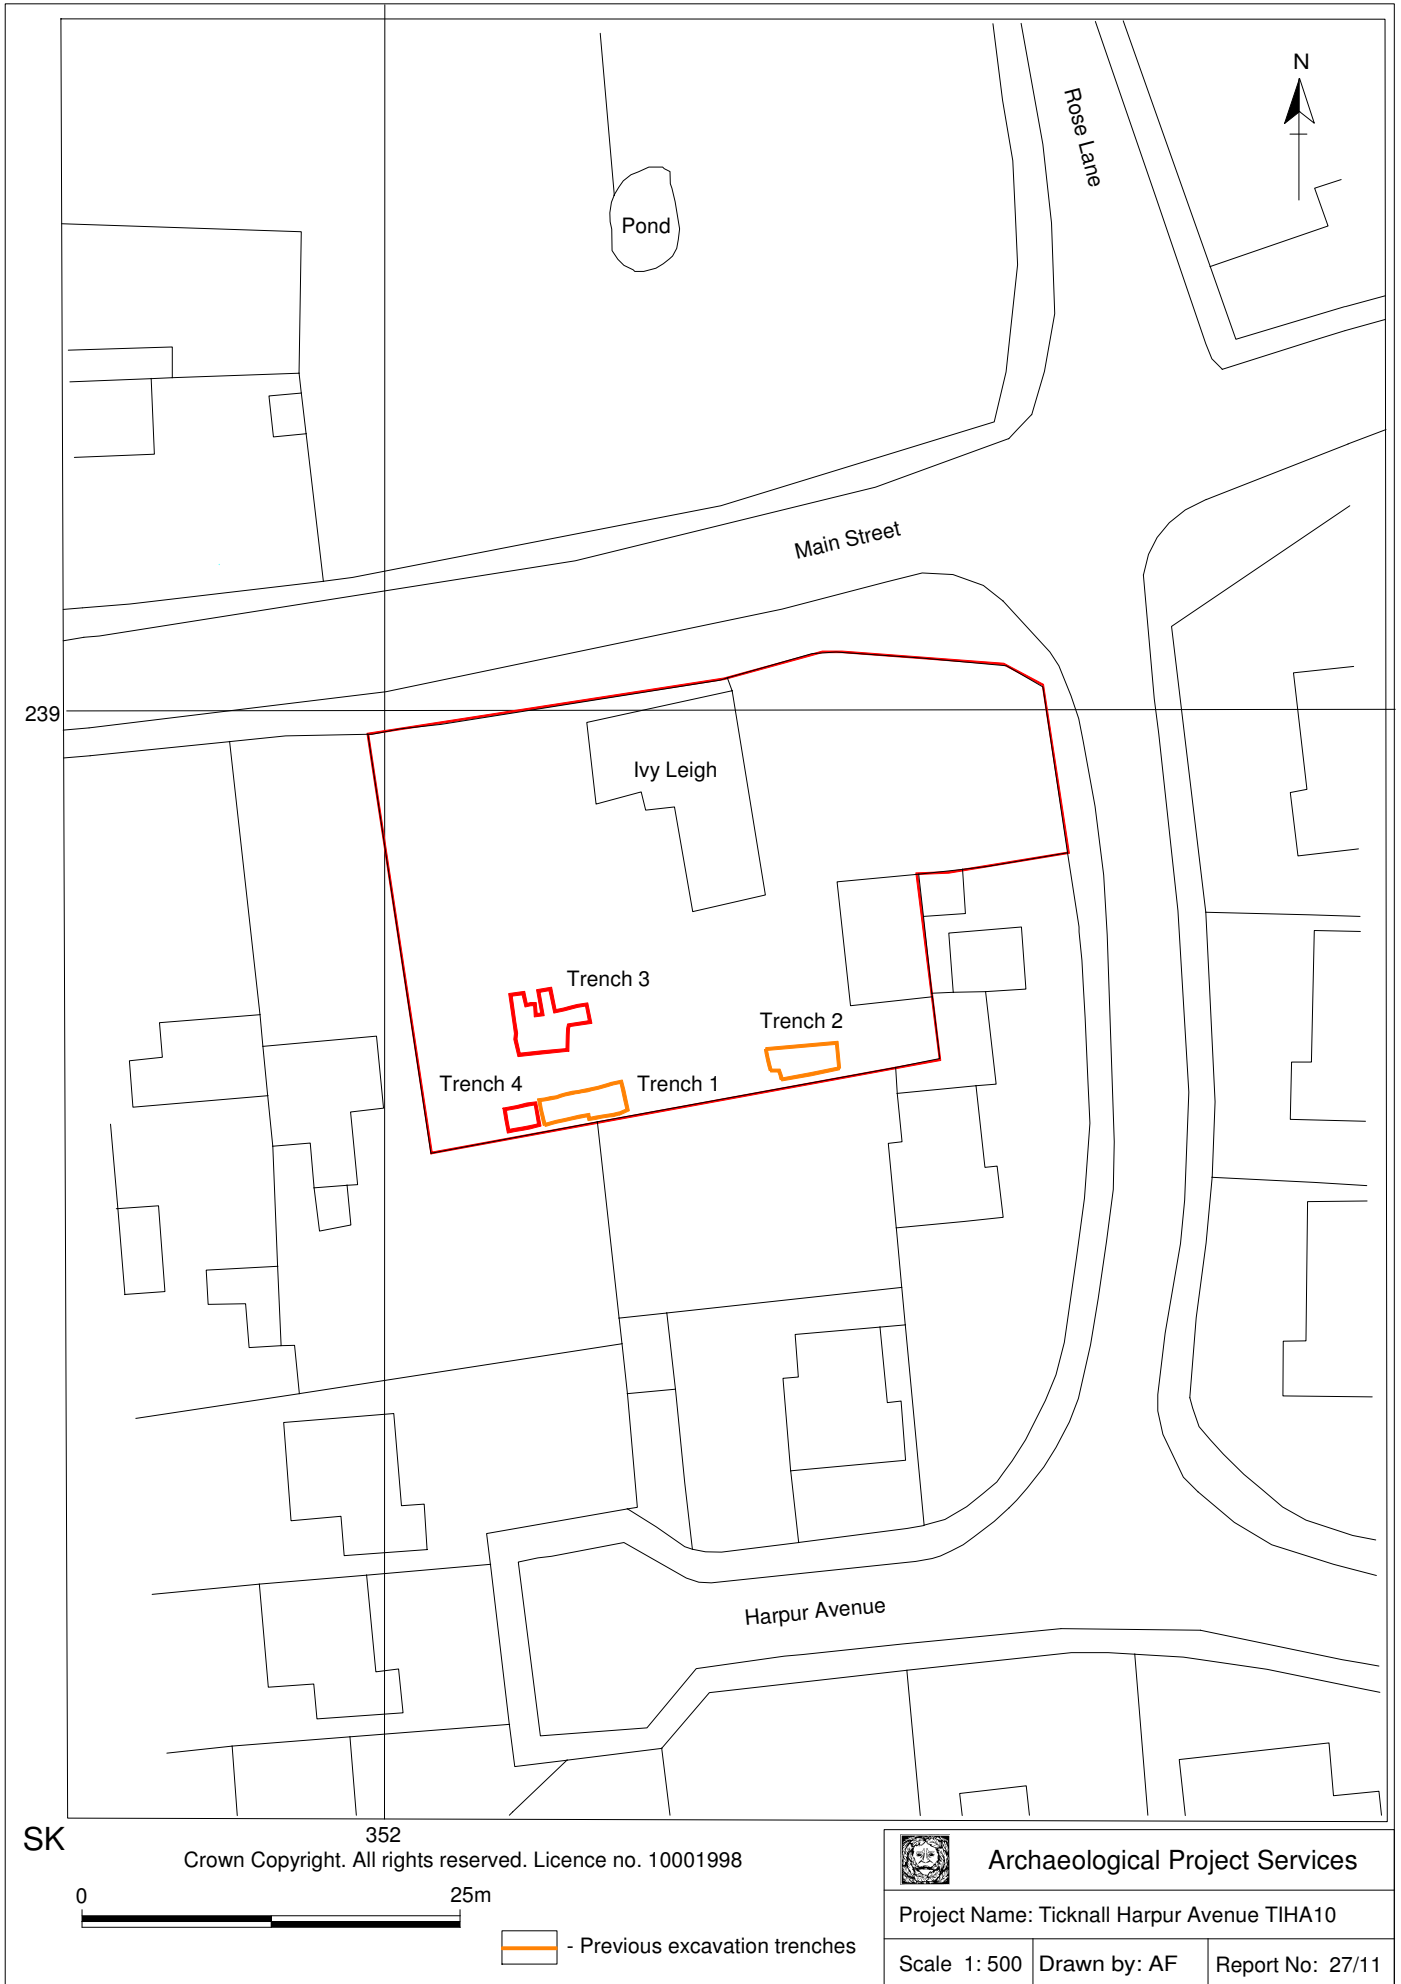 N
Rose Lane
Pond
Main Street
239
Ivy Leigh
Trench 3
Trench 2
Trench 4
Trench 1
Harpur Avenue
SK
352
Crown Copyright. All rights reserved. Licence no. 10001998
0
25m
- Previous excavation trenches
Archaeological Project Services
Project Name: Ticknall Harpur Avenue TIHA10
Scale 1: 500
Drawn by: AF
Report No: 27/11